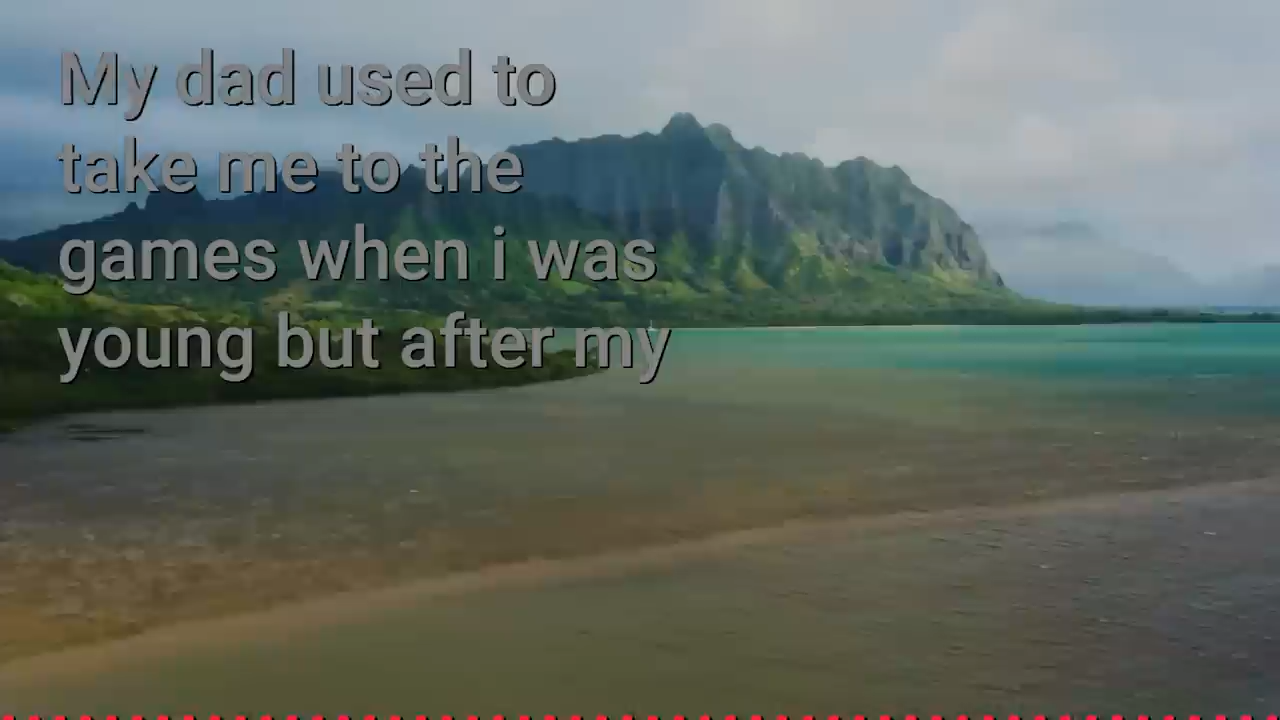 My dad used to
take me to the
games when i was
young but after my